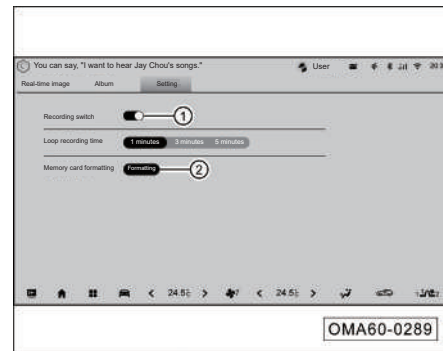 You can say, "I want to hear Jay Chou's songs." User
Real-time image Album Setting
Recording switch 1
Loop recording time 1 minutes 3 minutes 5 minutes
Memory card formatting Formatting 2
24.5 24.5
OMA60-0289